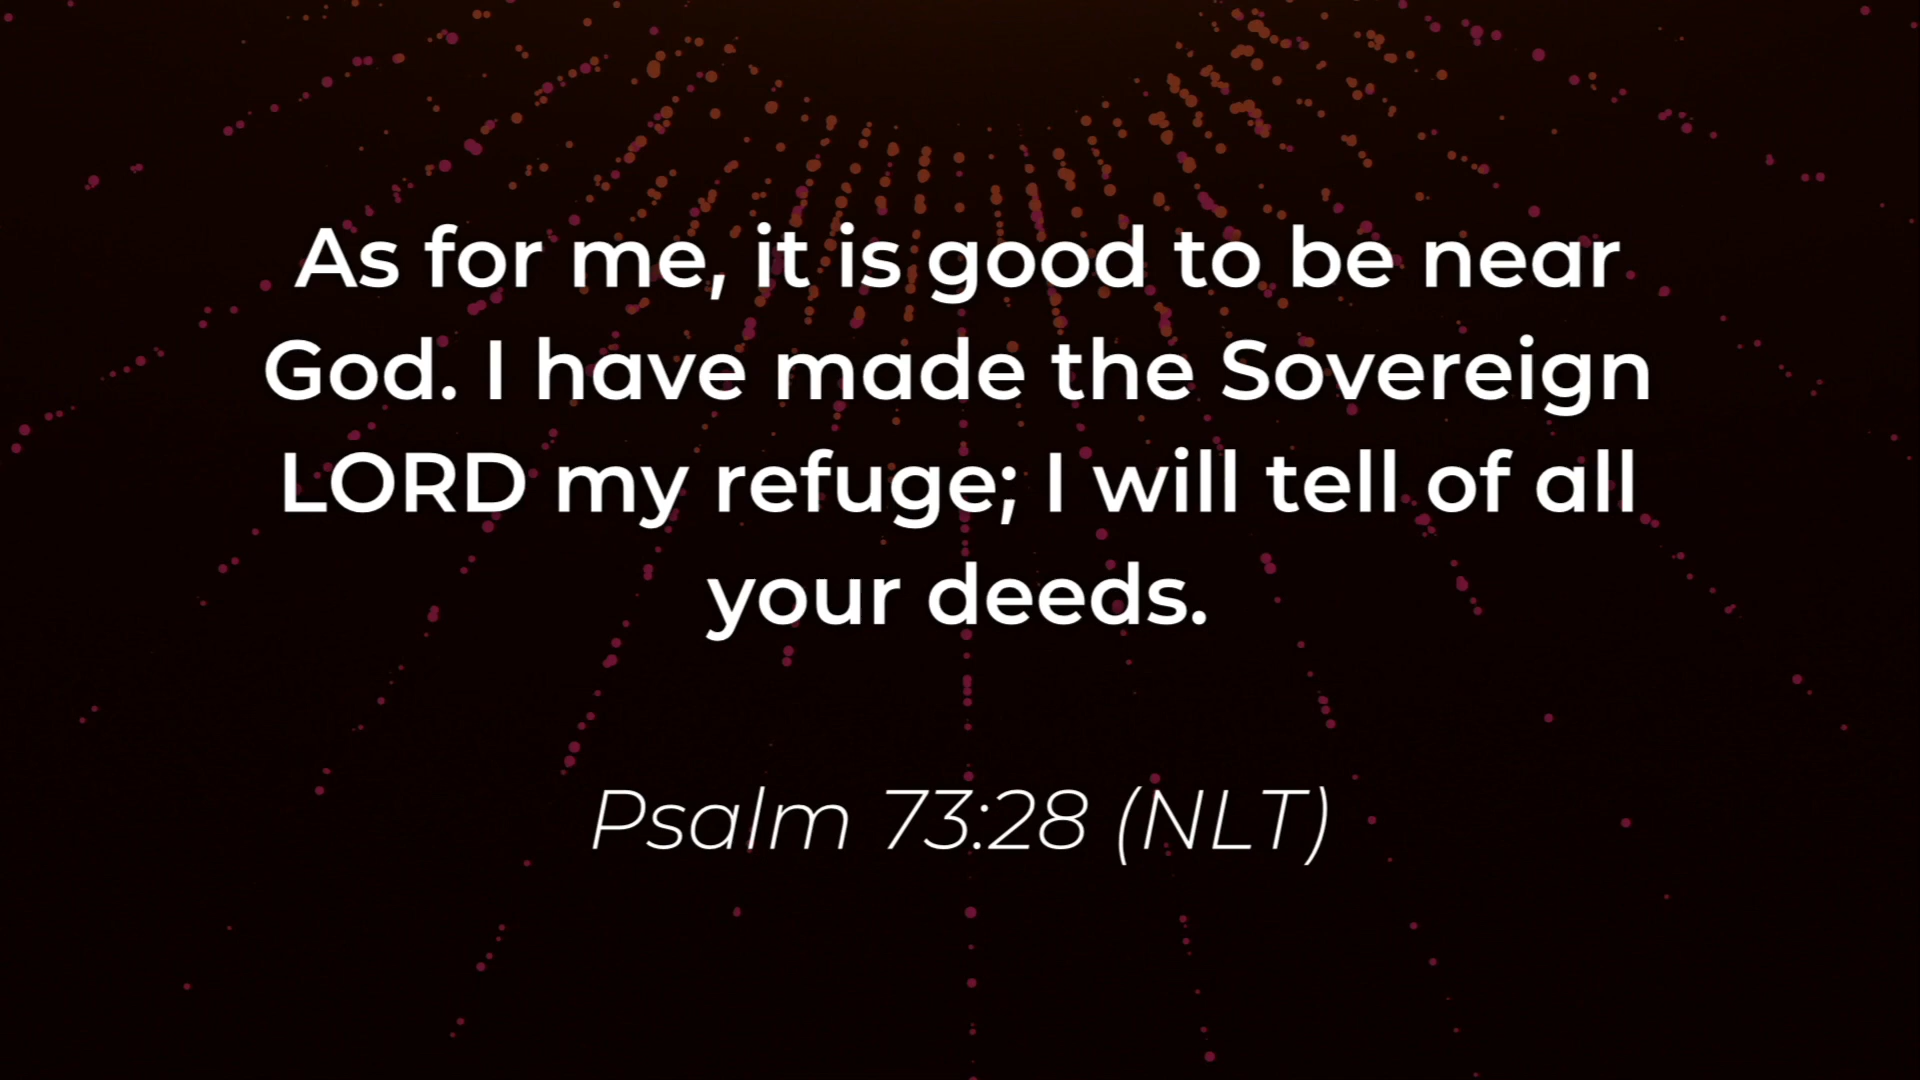 As for me, it is good to be near
God. I have made the Sovereign
LORD my refuge; I will tell of all
your deeds.
Psalm 73:28 (NLT)